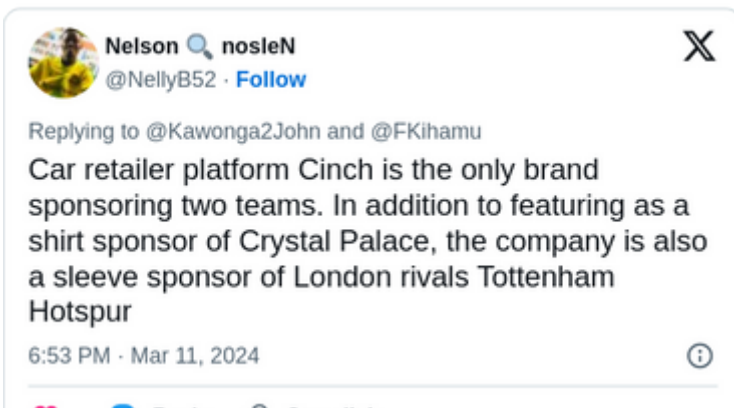 Nelson 🔍 nosleN
@NellyB52 · Follow
Replying to @Kawonga2John and @FKihamu
Car retailer platform Cinch is the only brand
sponsoring two teams. In addition to featuring as a
shirt sponsor of Crystal Palace, the company is also
a sleeve sponsor of London rivals Tottenham
Hotspur
6:53 PM · Mar 11, 2024